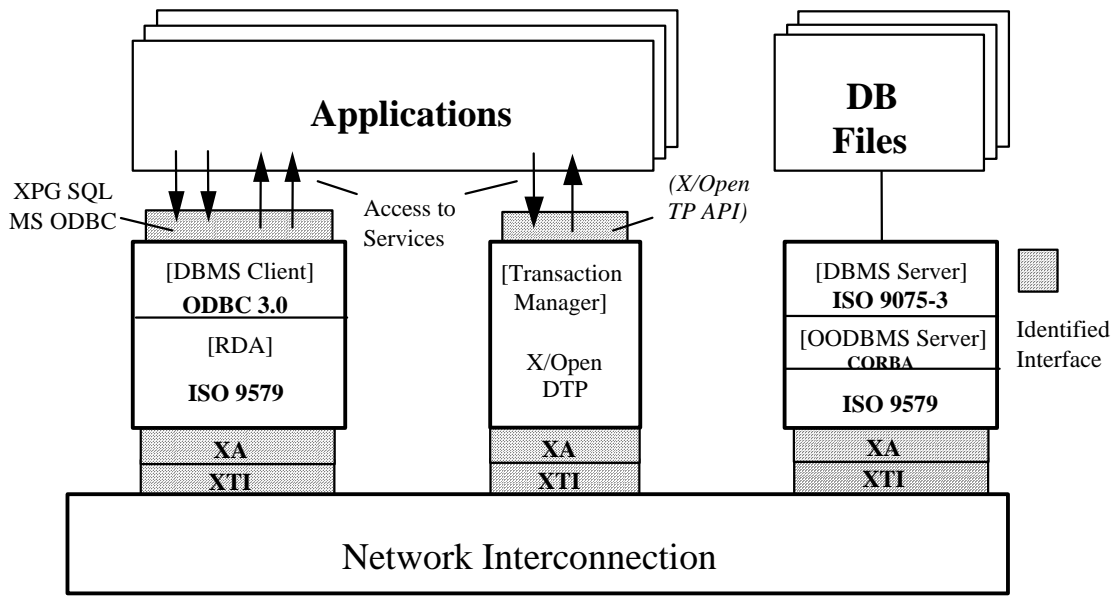 Applications
DB
Files
XPG SQL
MS ODBC
Access to
Services
(X/Open
TP API)
[DBMS Client]
ODBC 3.0
[RDA]
ISO 9579
XA
XTI
[Transaction
Manager]
X/Open
DTP
XA
XTI
[DBMS Server]
ISO 9075-3
[OODBMS Server]
CORBA
ISO 9579
XA
XTI
Identified
Interface
Network Interconnection